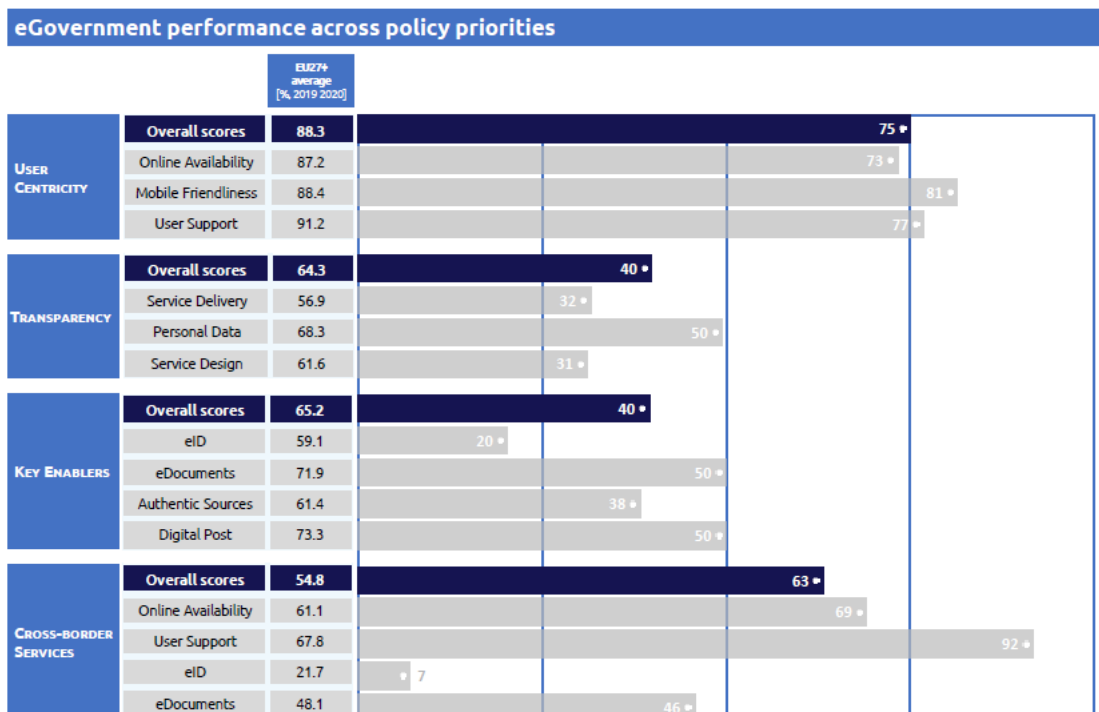 eGovernment performance across policy priorities
EU27+
average
[%, 2019 2020]
USER
CENTRICITY
Overall scores 88.3 75
Online Availability 87.2 73
Mobile Friendliness 88.4 81
User Support 91.2 77
TRANSPARENCY
Overall scores 64.3 40
Service Delivery 56.9 32
Personal Data 68.3 50
Service Design 61.6 31
KEY ENABLERS
Overall scores 65.2 40
eID 59.1 20
eDocuments 71.9 50
Authentic Sources 61.4 38
Digital Post 73.3 50
CROSS-BORDER
SERVICES
Overall scores 54.8 63
Online Availability 61.1 69
User Support 67.8 92
eID 21.7 7
eDocuments 48.1 46